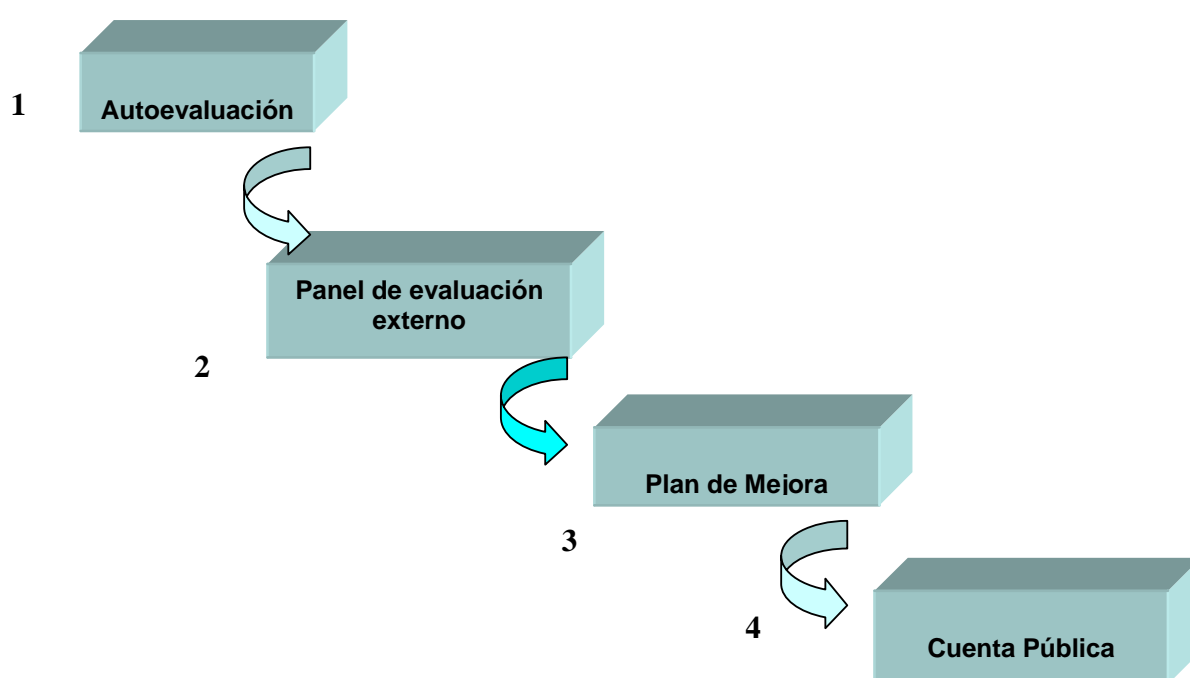 1
Autoevaluación
Panel de evaluación
externo
2
Plan de Mejora
3
4
Cuenta Pública